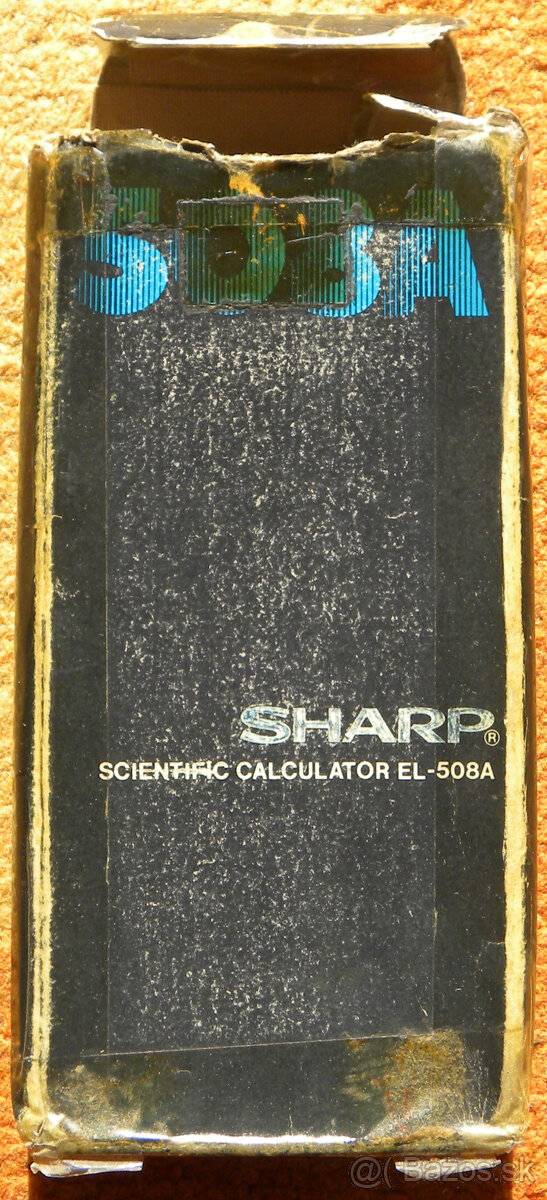 508A
SHARP®
SCIENTIFIC CALCULATOR EL-508A
@( Bazos.sk